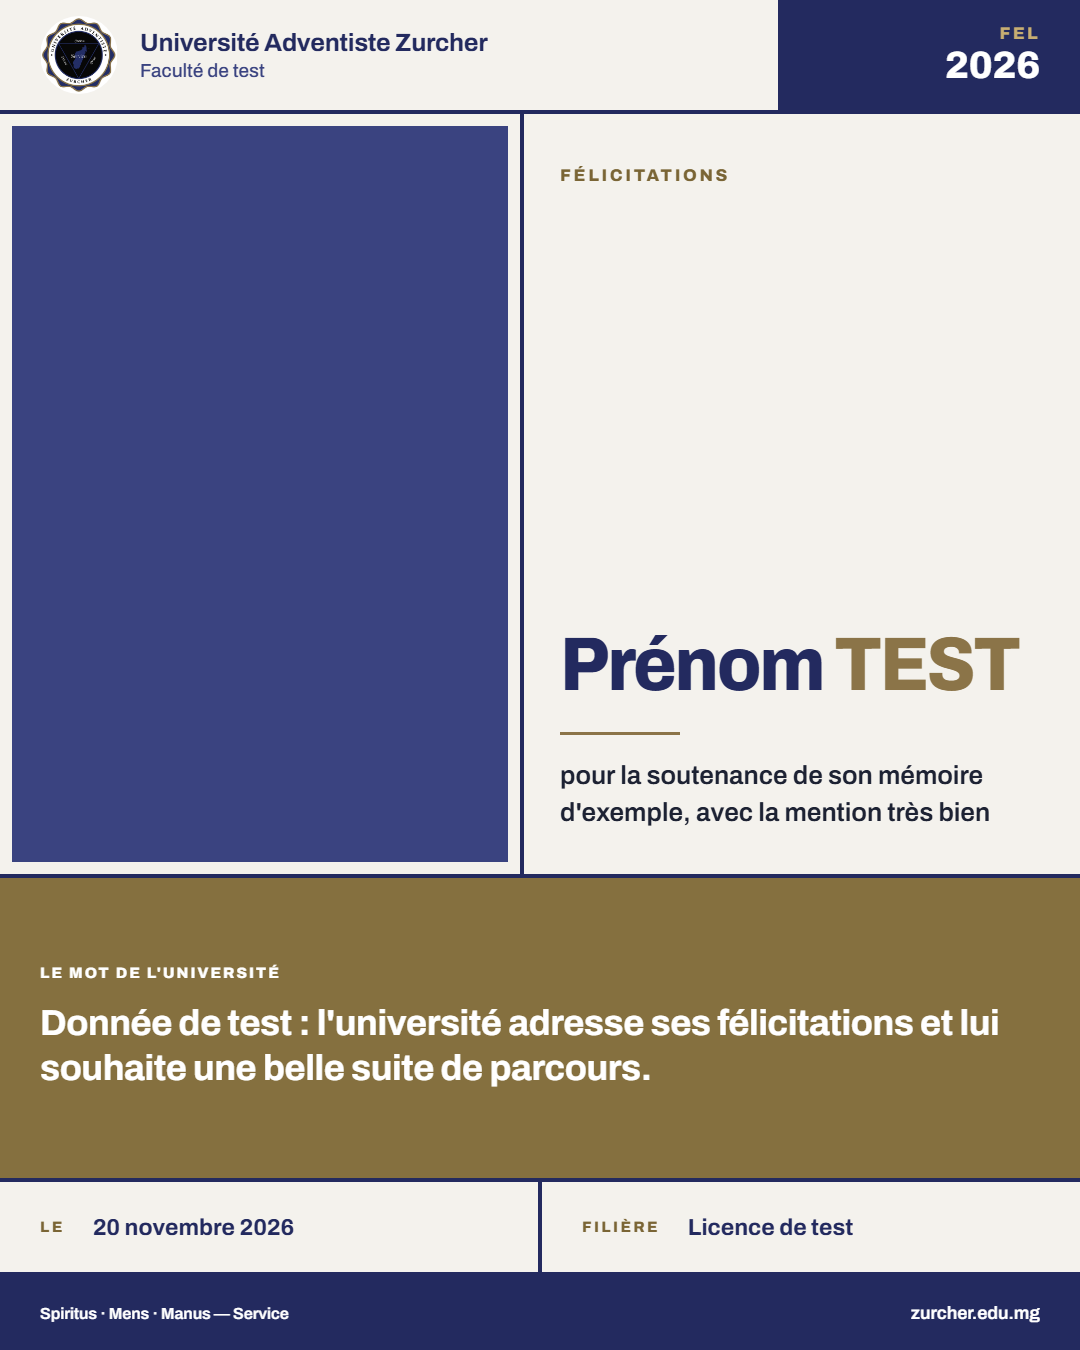 UNIVERSITÉ ADVENTISTE
ZURCHER
Université Adventiste Zurcher
Faculté de test
FEL
2026
FÉLICITATIONS
Prénom TEST
pour la soutenance de son mémoire
d'exemple, avec la mention très bien
LE MOT DE L'UNIVERSITÉ
Donnée de test : l'université adresse ses félicitations et lui
souhaite une belle suite de parcours.
LE 20 novembre 2026
FILIÈRE Licence de test
Spiritus · Mens · Manus — Service
zurcher.edu.mg